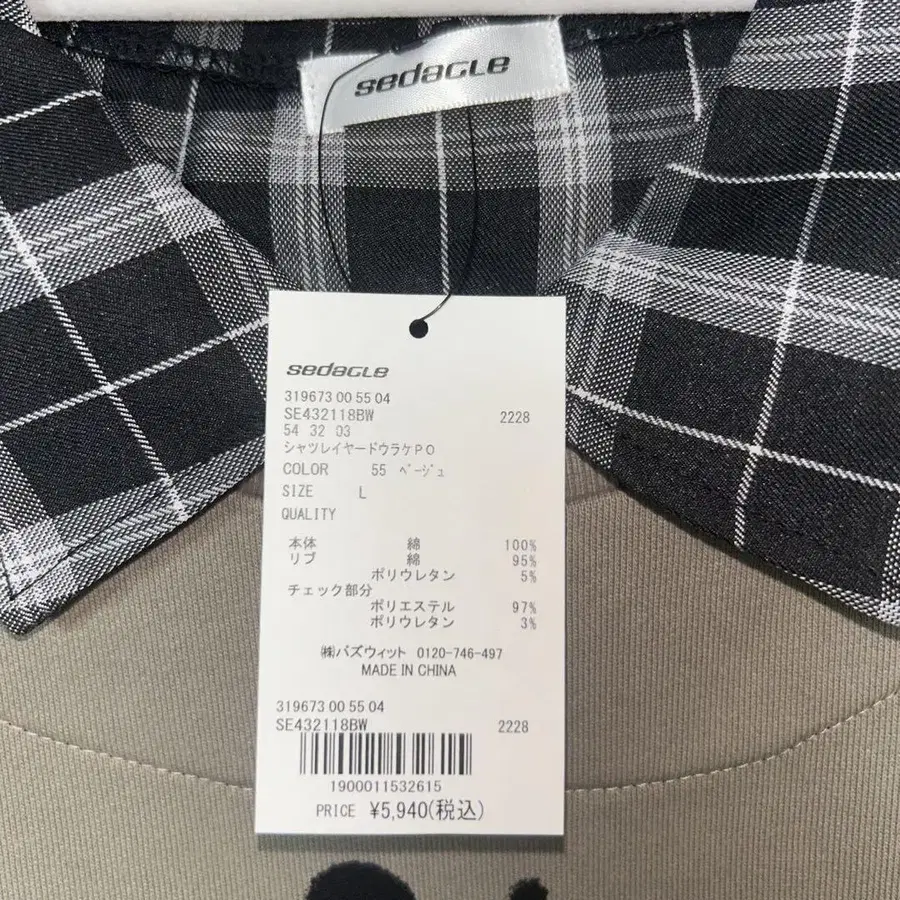 sedacLe
sedacLe
319673 00 55 04
SE432118BW 2228
54 32 03
シャツレイヤードウラケPO
COLOR 55 ベージュ
SIZE L
QUALITY
本体 綿 100%
リブ 綿 95%
ポリウレタン 5%
チェック部分
ポリエステル 97%
ポリウレタン 3%
㈱バズウィット 0120-746-497
MADE IN CHINA
319673 00 55 04
SE432118BW 2228
1900011532615
PRICE ¥5,940(税込)